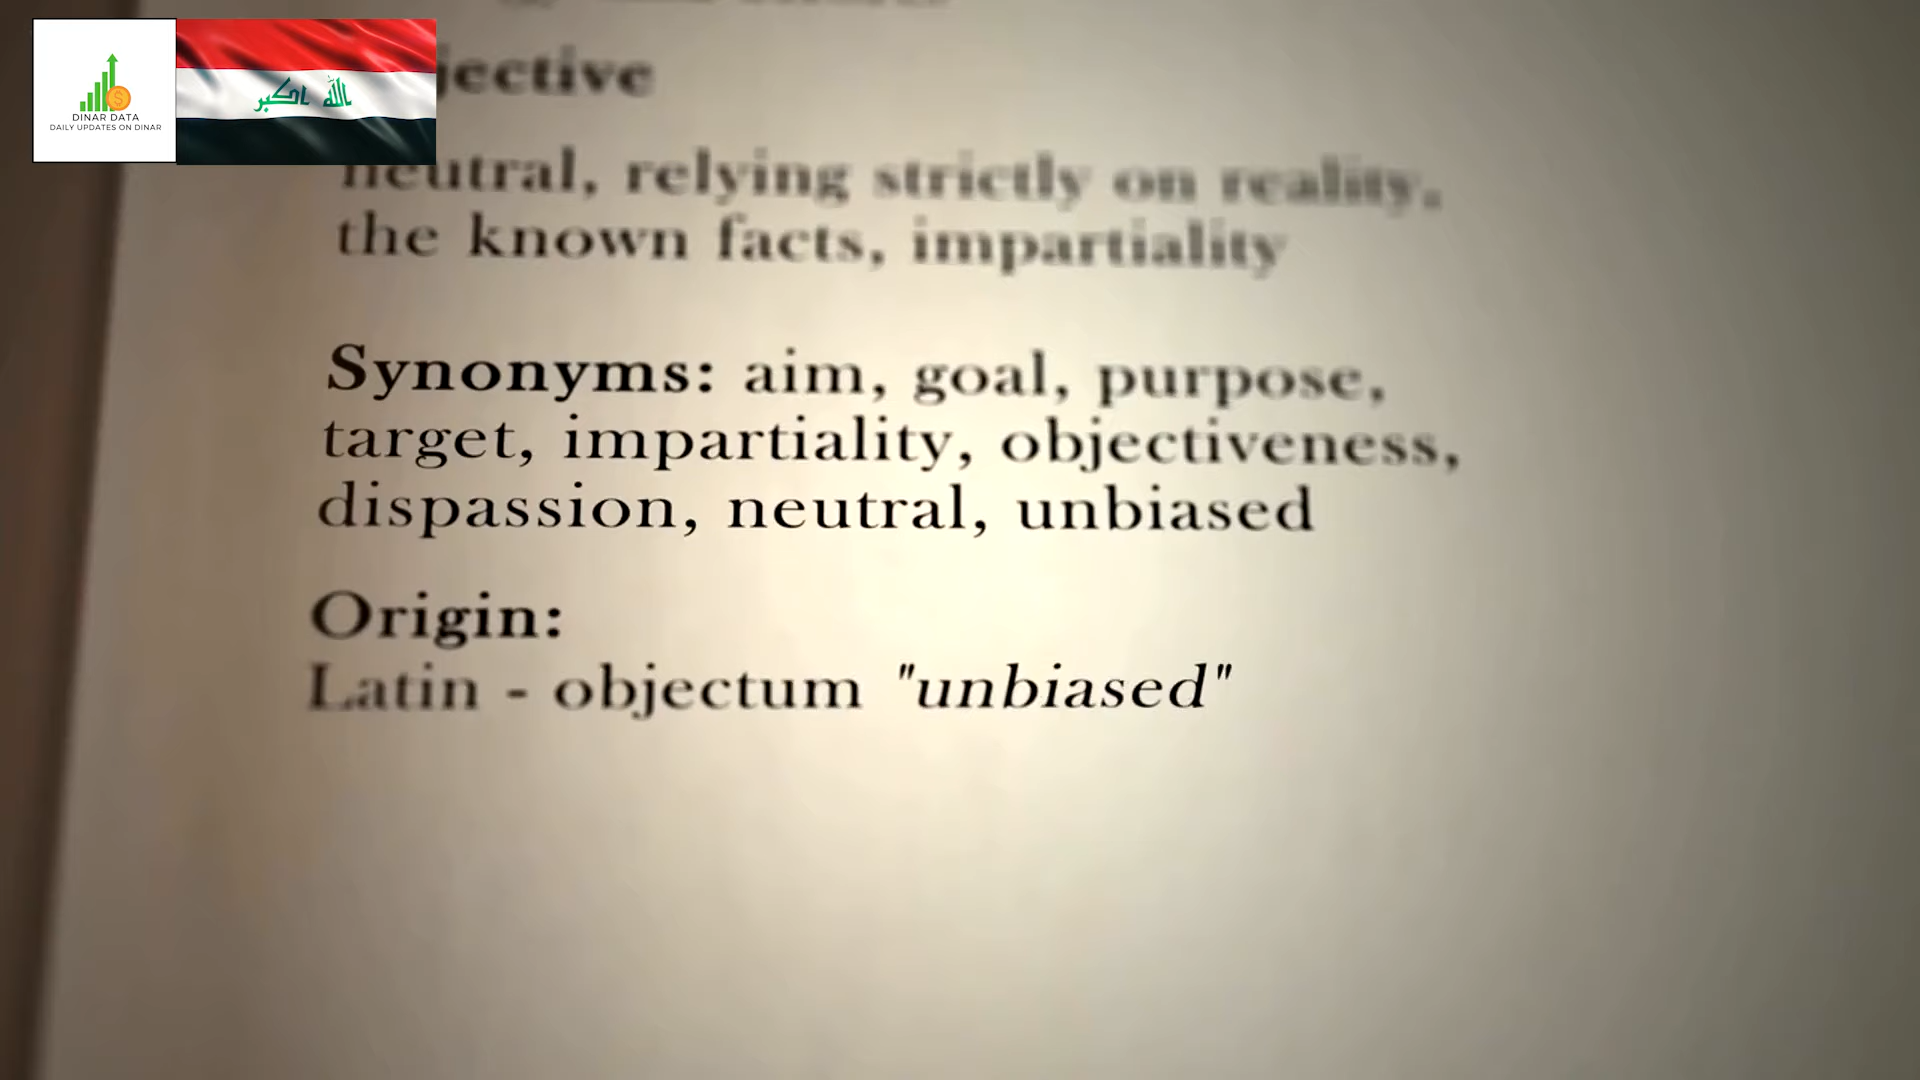 DINAR DATA
DAILY UPDATES ON DINAR
الله اكبر
jective
neutral, relying strictly on reality,
the known facts, impartiality
Synonyms: aim, goal, purpose,
target, impartiality, objectiveness,
dispassion, neutral, unbiased
Origin:
Latin - objectum "unbiased"